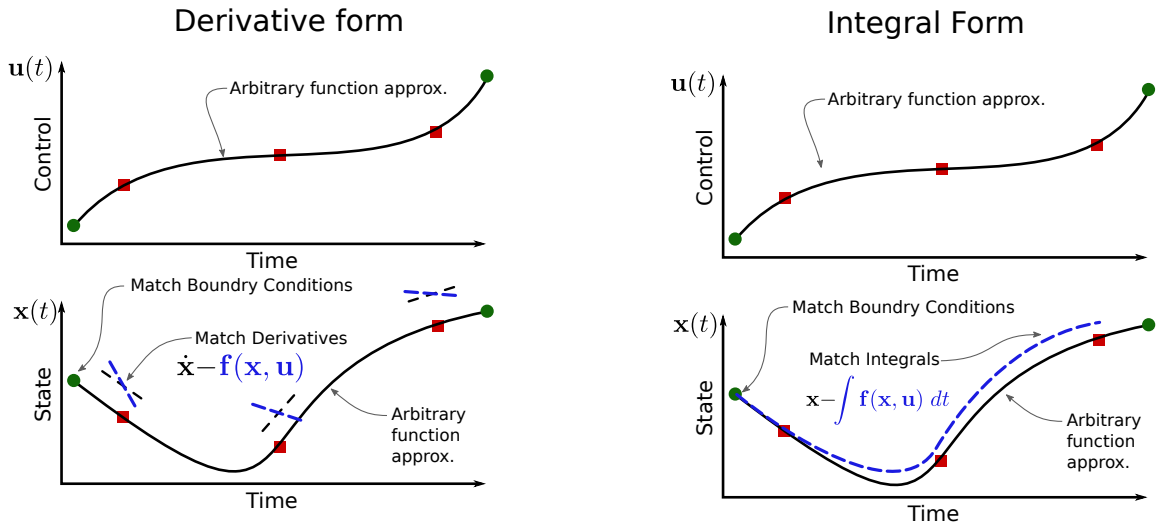 Derivative form
u(t)
Control
Arbitrary function approx.
Time
Match Boundry Conditions
x(t)
State
Match Derivatives
ẋ−f(x, u)
Arbitrary
function
approx.
Time
Integral Form
u(t)
Control
Arbitrary function approx.
Time
Match Boundry Conditions
x(t)
State
Match Integrals
x−∫ f(x, u) dt
Arbitrary
function
approx.
Time